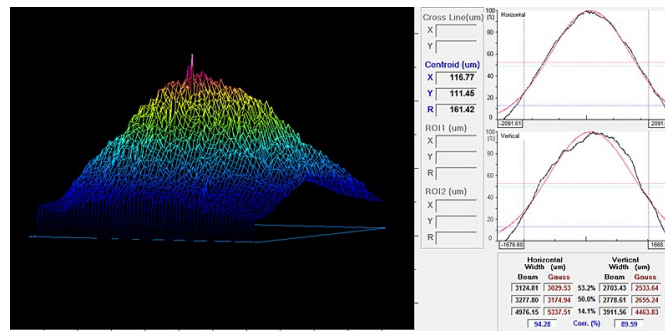 Cross Line(um)
X
Y
Centroid (um)
X 116.77
Y 111.45
R 161.42
ROI1 (um)
X
Y
R
ROI2 (um)
X
Y
R
100
(%)
Horizontal
80
60
40
20
-2091.61
2091.
100
(%)
Vertical
80
60
40
20
0
-1676.60
1668.
Horizontal Vertical
Width (um) Width (um)
Beam Gauss Beam Gauss
3124.81 3029.53 53.2% 2703.43 2533.64
3277.80 3174.94 50.0% 2778.61 2655.24
4976.15 5337.51 14.1% 3911.56 4463.83
94.28 Corr. (%) 89.59